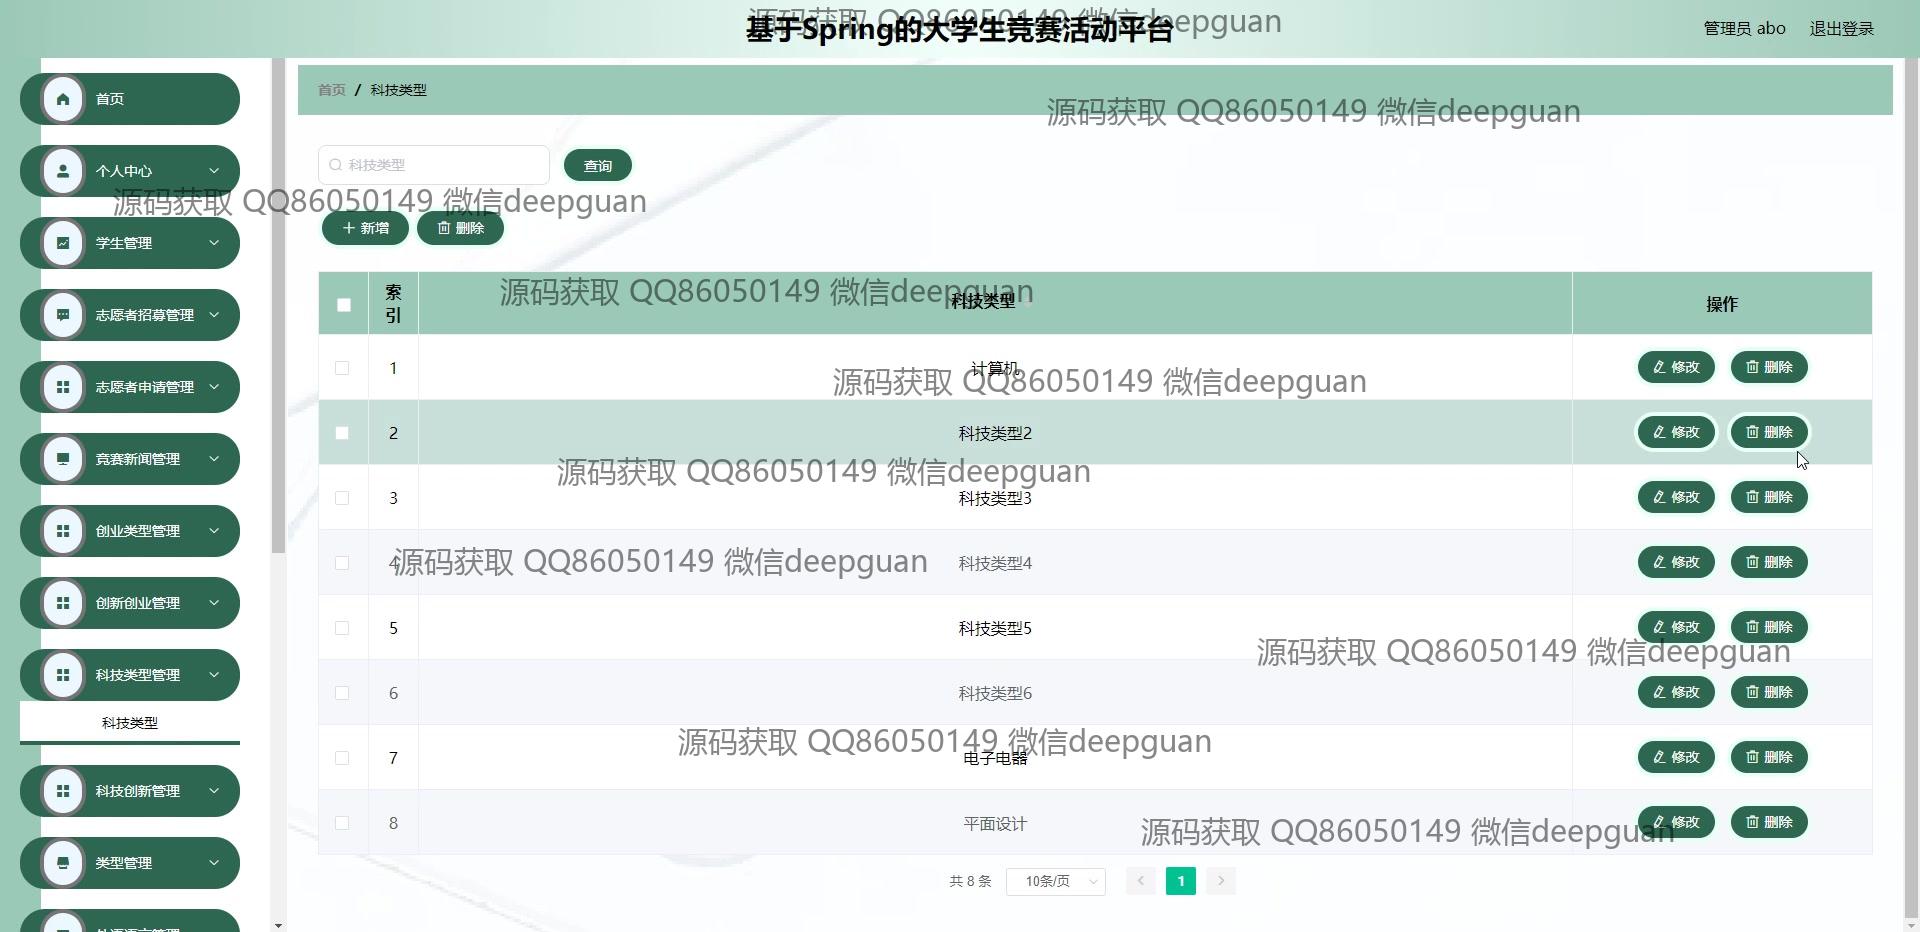 基于Spring的大学生竞赛活动平台
源码获取 QQ86050149 微信deepguan
管理员 abo 退出登录
首页
个人中心
学生管理
志愿者招募管理
志愿者申请管理
竞赛新闻管理
创业类型管理
创新创业管理
科技类型管理
科技类型
科技创新管理
类型管理
首页 / 科技类型
源码获取 QQ86050149 微信deepguan
科技类型 查询
源码获取 QQ86050149 微信deepguan
新增 删除
索引 科技类型 操作
源码获取 QQ86050149 微信deepguan
1 计算机 修改 删除
源码获取 QQ86050149 微信deepguan
2 科技类型2 修改 删除
源码获取 QQ86050149 微信deepguan
3 科技类型3 修改 删除
4 科技类型4 修改 删除
源码获取 QQ86050149 微信deepguan
5 科技类型5 修改 删除
源码获取 QQ86050149 微信deepguan
6 科技类型6 修改 删除
源码获取 QQ86050149 微信deepguan
7 电子电器 修改 删除
8 平面设计 修改 删除
源码获取 QQ86050149 微信deepguan
共 8 条 10条/页 1